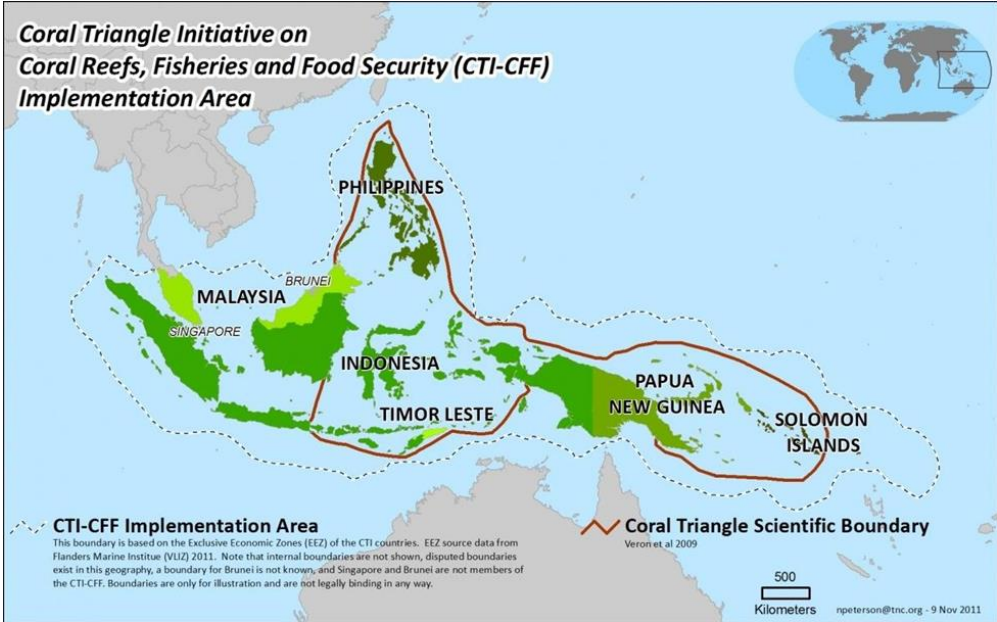 Coral Triangle Initiative on
Coral Reefs, Fisheries and Food Security (CTI-CFF)
Implementation Area
PHILIPPINES
BRUNEI
MALAYSIA
SINGAPORE
INDONESIA
PAPUA
NEW GUINEA
TIMOR LESTE
SOLOMON
ISLANDS
CTI-CFF Implementation Area
This boundary is based on the Exclusive Economic Zones (EEZ) of the CTI countries. EEZ source data from
Flanders Marine Institue (VLIZ) 2011. Note that internal boundaries are not shown, disputed boundaries
exist in this geography, a boundary for Brunei is not known, and Singapore and Brunei are not members of
the CTI-CFF. Boundaries are only for illustration and are not legally binding in any way.
Coral Triangle Scientific Boundary
Veron et al 2009
500
Kilometers
npeterson@tnc.org - 9 Nov 2011